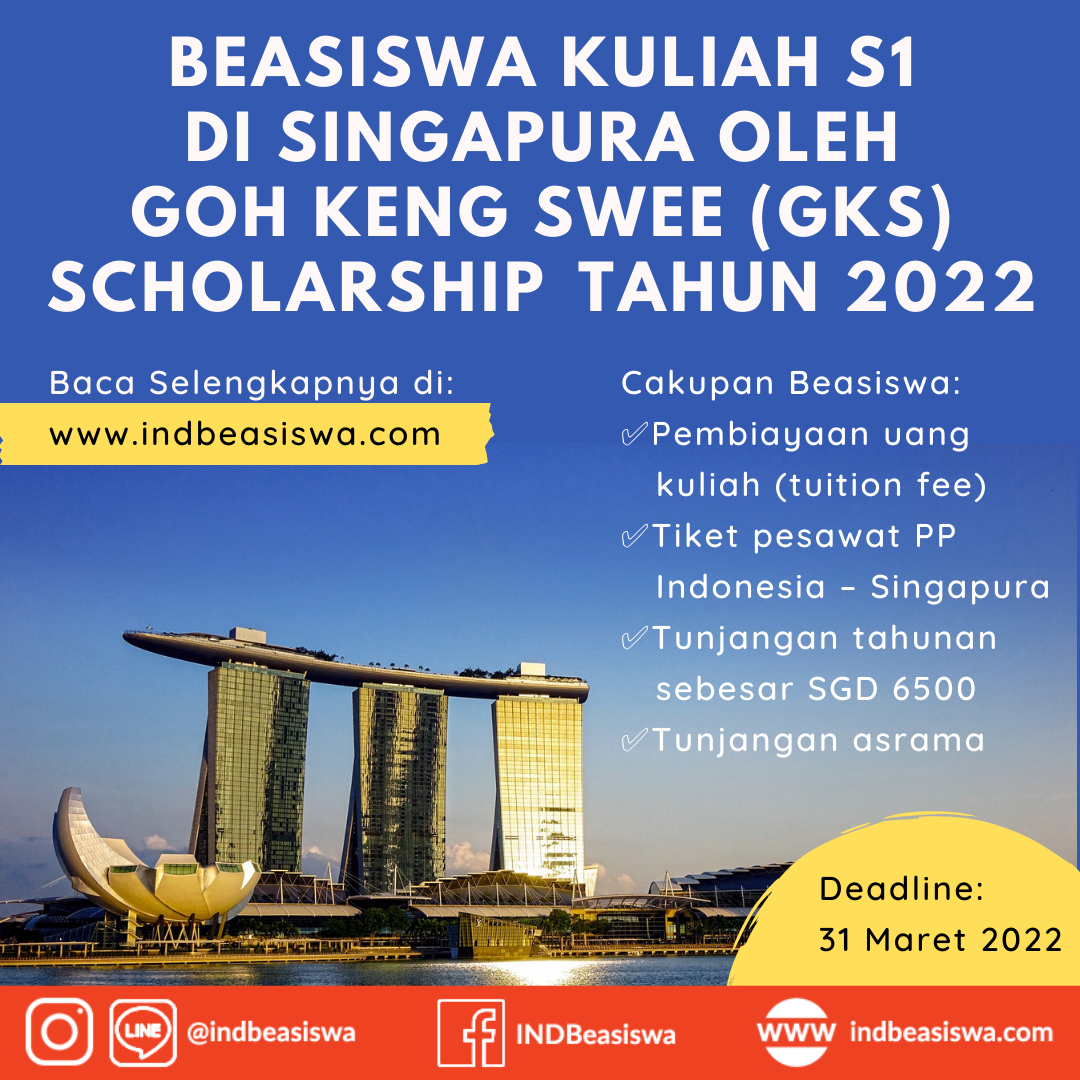 BEASISWA KULIAH S1
DI SINGAPURA OLEH
GOH KENG SWEE (GKS)
SCHOLARSHIP TAHUN 2022
Baca Selengkapnya di:
www.indbeasiswa.com
Cakupan Beasiswa:
✅Pembiayaan uang
kuliah (tuition fee)
✅Tiket pesawat PP
Indonesia – Singapura
✅Tunjangan tahunan
sebesar SGD 6500
✅Tunjangan asrama
Deadline:
31 Maret 2022
LINE @indbeasiswa
INDBeasiswa
www indbeasiswa.com